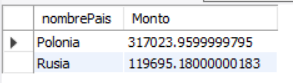 nombrePais Monto
Polonia 317023.9599999795
Rusia 119695.18000000183